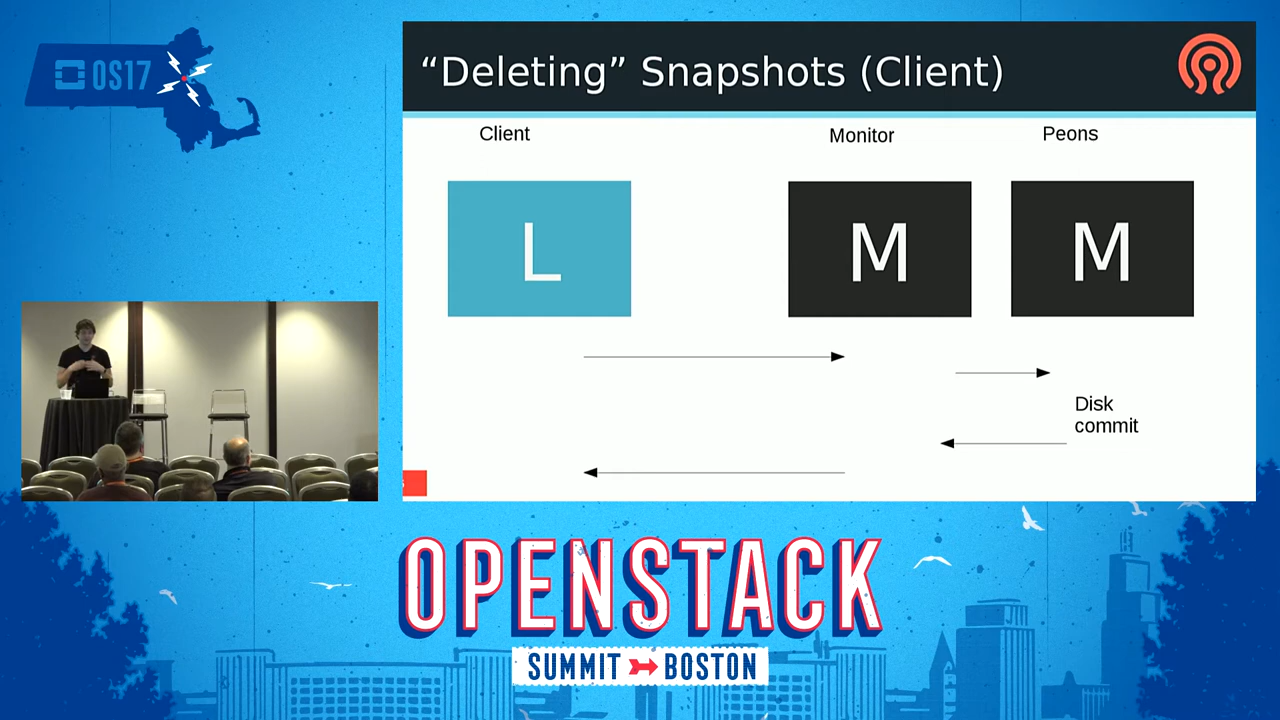 OS17
“Deleting” Snapshots (Client)
Client
Monitor
Peons
L
M
M
Disk
commit
OPENSTACK
SUMMIT BOSTON